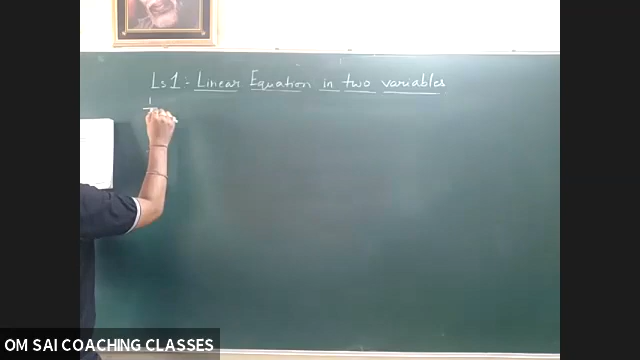 Ls 1:- Linear Equation in two variables
OM SAI COACHING CLASSES